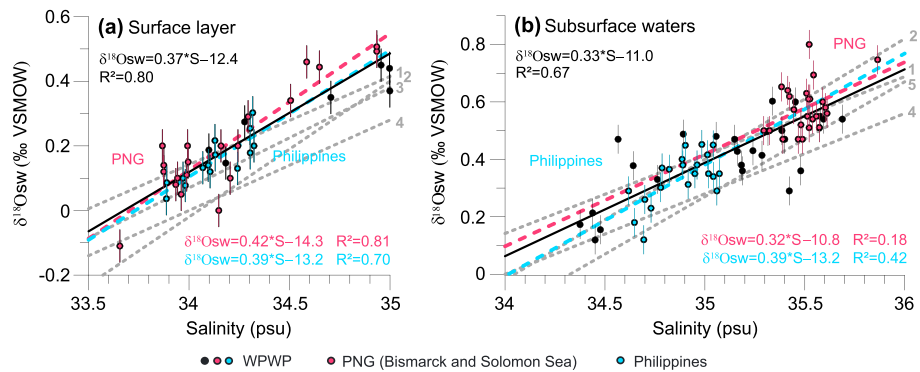 (a) Surface layer
δ¹⁸Osw=0.37*S−12.4
R²=0.80
PNG
Philippines
1
2
3
4
δ¹⁸Osw=0.42*S−14.3 R²=0.81
δ¹⁸Osw=0.39*S−13.2 R²=0.70
δ¹⁸Osw (‰ VSMOW)
0.6
0.4
0.2
0
-0.2
33.5 34 34.5 35
Salinity (psu)
(b) Subsurface waters
δ¹⁸Osw=0.33*S−11.0
R²=0.67
PNG
Philippines
2
1
5
4
δ¹⁸Osw=0.32*S−10.8 R²=0.18
δ¹⁸Osw=0.39*S−13.2 R²=0.42
δ¹⁸Osw (‰ VSMOW)
0.8
0.6
0.4
0.2
0
34 34.5 35 35.5 36
Salinity (psu)
WPWP PNG (Bismarck and Solomon Sea) Philippines